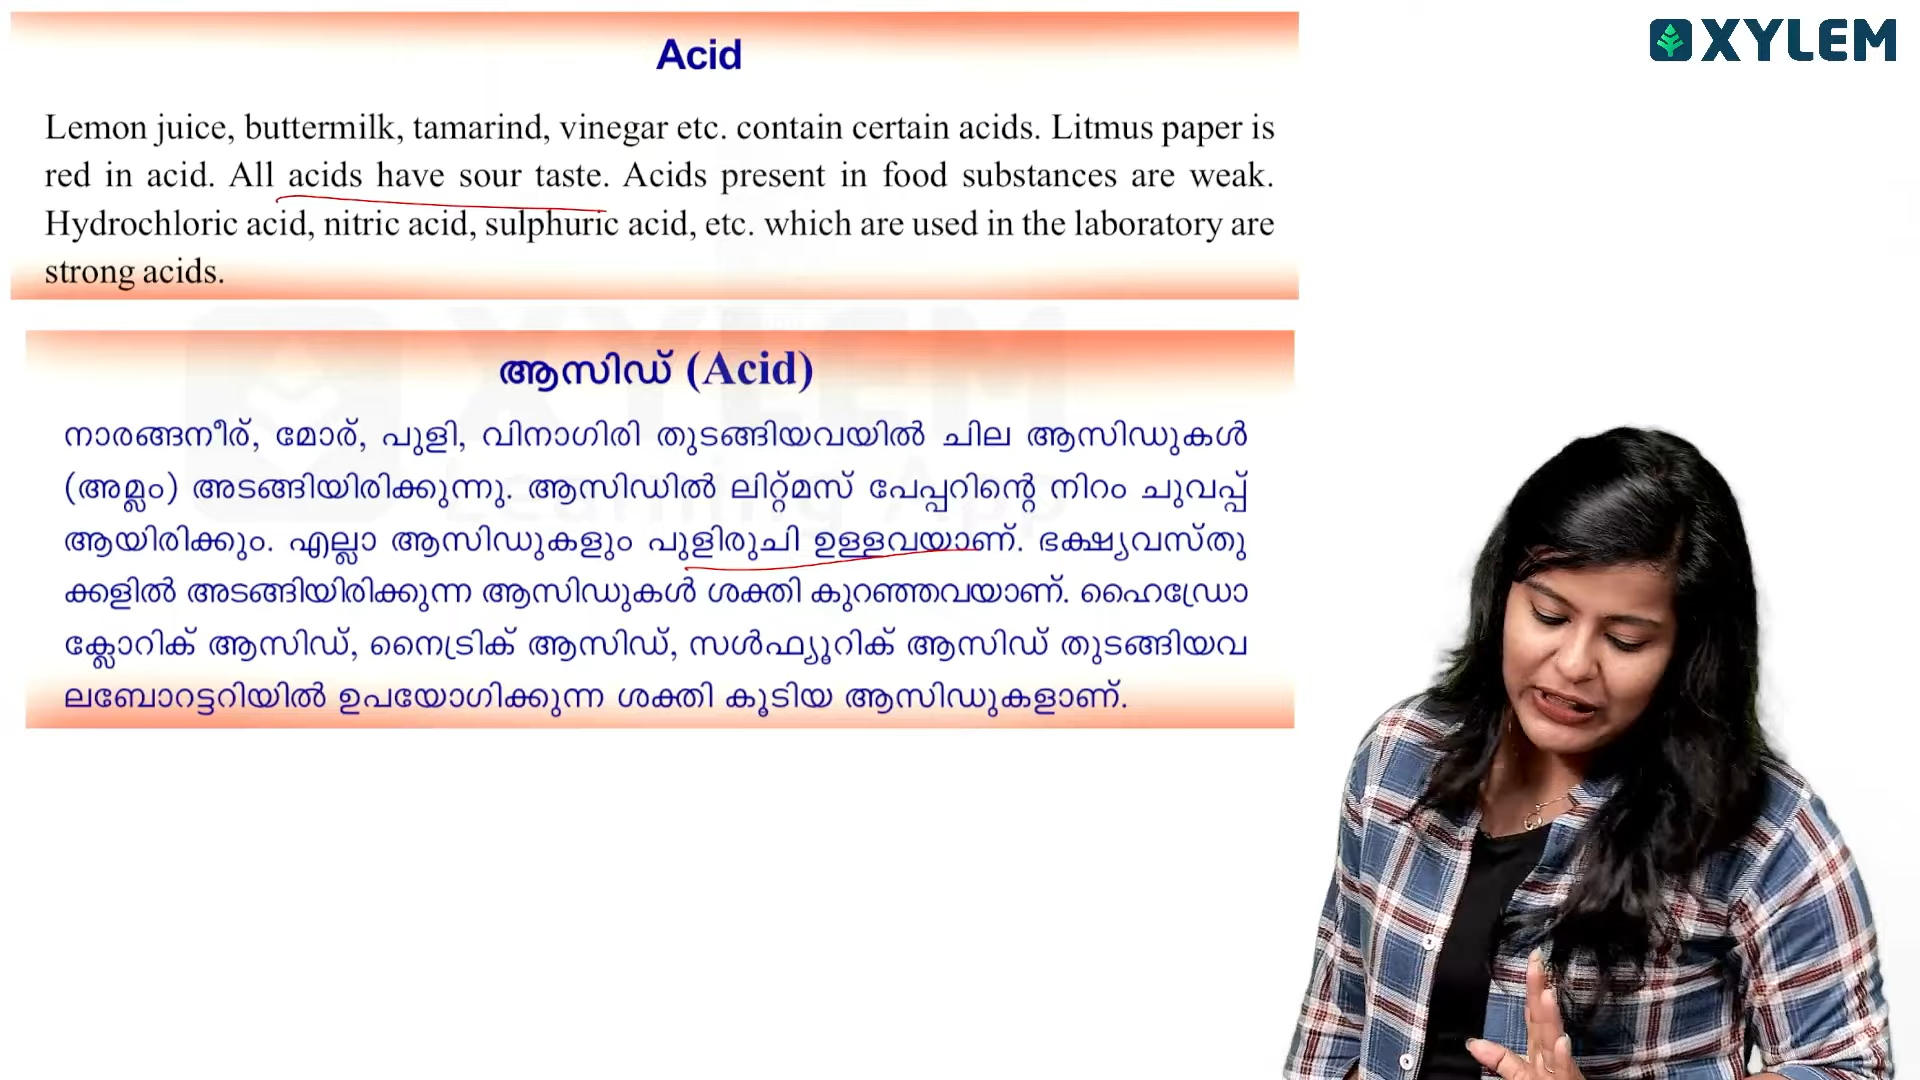 XYLEM
Acid
Lemon juice, buttermilk, tamarind, vinegar etc. contain certain acids. Litmus paper is
red in acid. All acids have sour taste. Acids present in food substances are weak.
Hydrochloric acid, nitric acid, sulphuric acid, etc. which are used in the laboratory are
strong acids.
XYLEM
Learning App
ആസിഡ് (Acid)
നാരങ്ങനീര്, മോര്, പുളി, വിനാഗിരി തുടങ്ങിയവയിൽ ചില ആസിഡുകൾ
(അമ്ലം) അടങ്ങിയിരിക്കുന്നു. ആസിഡിൽ ലിറ്റ്മസ് പേപ്പറിന്റെ നിറം ചുവപ്പ്
ആയിരിക്കും. എല്ലാ ആസിഡുകളും പുളിരുചി ഉള്ളവയാണ്. ഭക്ഷ്യവസ്തു
ക്കളിൽ അടങ്ങിയിരിക്കുന്ന ആസിഡുകൾ ശക്തി കുറഞ്ഞവയാണ്. ഹൈഡ്രോ
ക്ലോറിക് ആസിഡ്, നൈട്രിക് ആസിഡ്, സൾഫ്യൂറിക് ആസിഡ് തുടങ്ങിയവ
ലബോറട്ടറിയിൽ ഉപയോഗിക്കുന്ന ശക്തി കൂടിയ ആസിഡുകളാണ്.